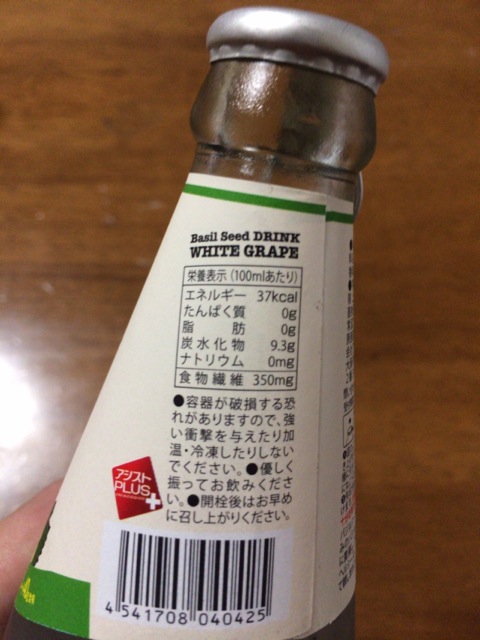 Basil Seed DRINK
WHITE GRAPE
栄養表示(100mlあたり)
エネルギー 37kcal
たんぱく質 0g
脂肪 0g
炭水化物 9.3g
ナトリウム 0mg
食物繊維 350mg
●容器が破損する恐
れがありますので、強
い衝撃を与えたり加
温・冷凍したりしない
でください。●優しく
振ってお飲みくださ
い。●開栓後はお早め
に召し上がりください。
アシスト
PLUS+
4 541708 040425